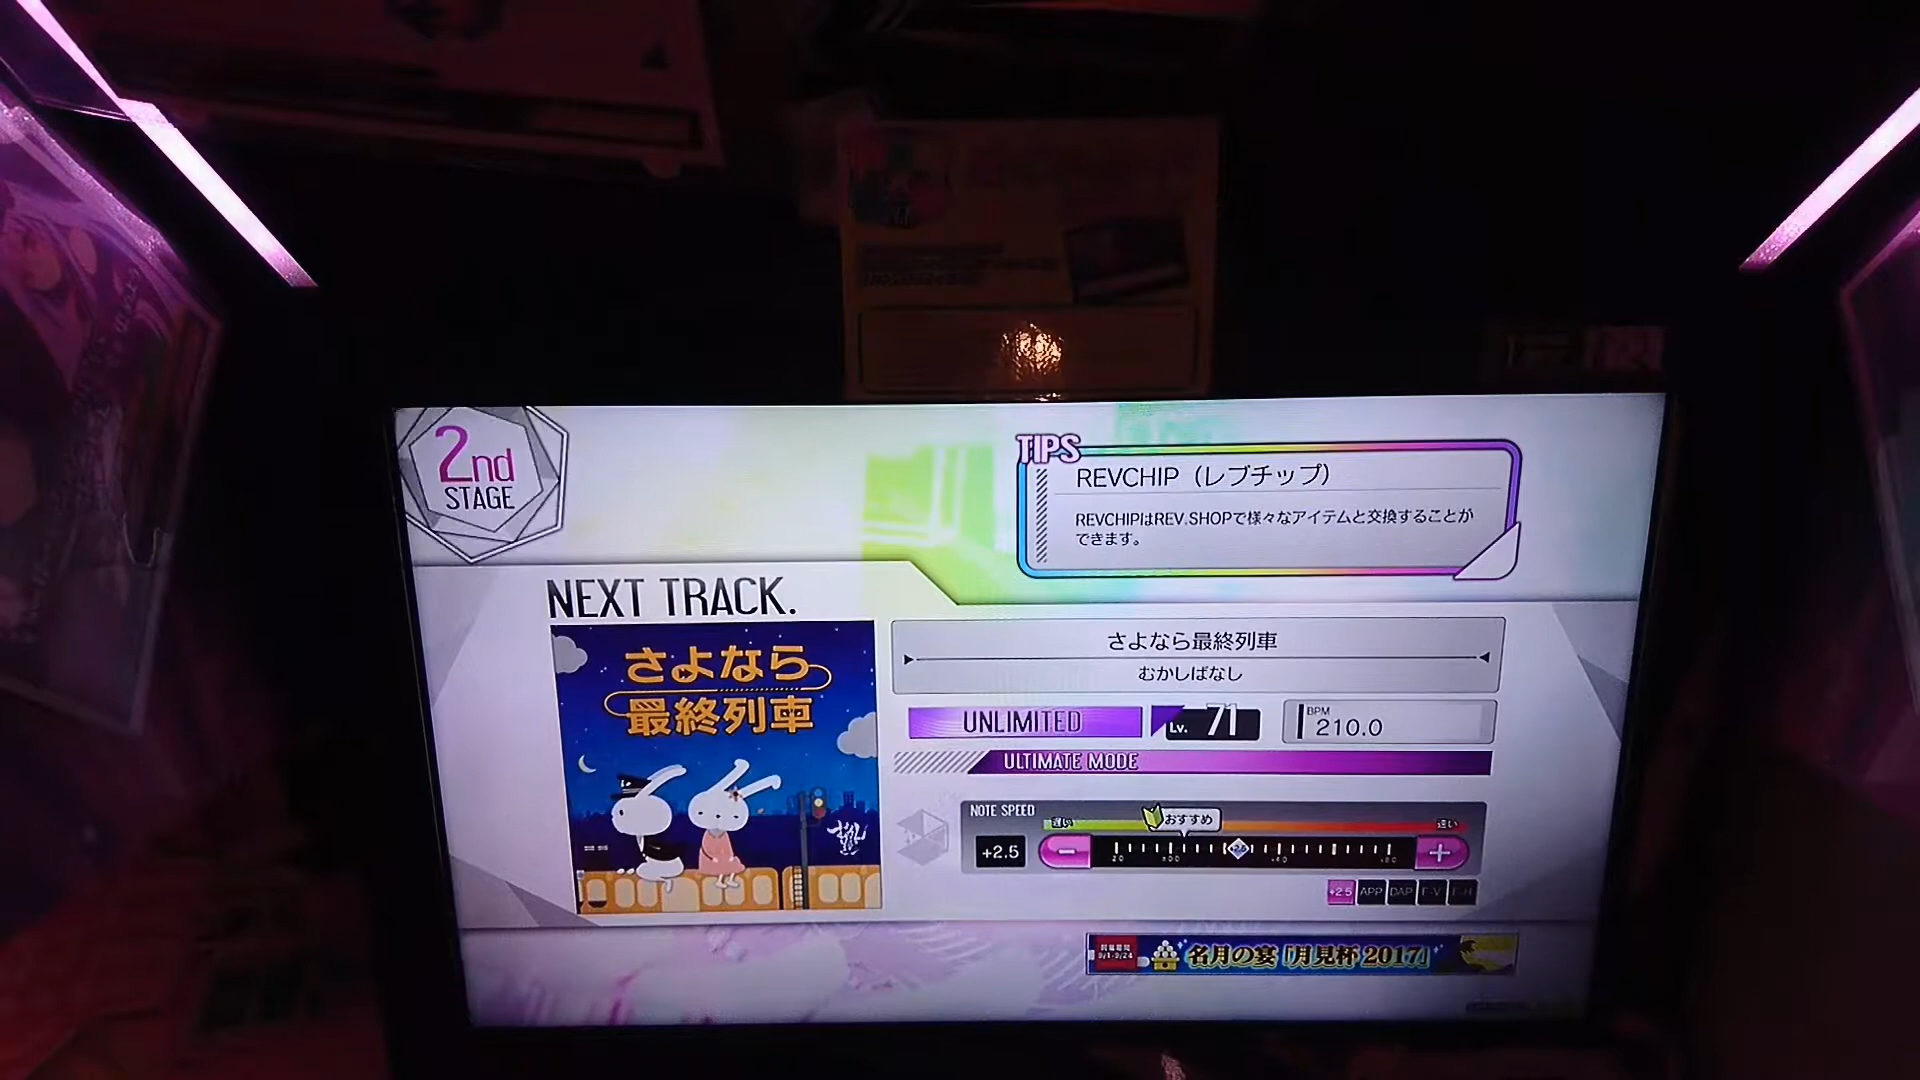 2nd
STAGE
TIPS
REVCHIP（レブチップ）
REVCHIPはREV.SHOPで様々なアイテムと交換することが
できます。
NEXT TRACK.
さよなら
最終列車
さよなら最終列車
むかしばなし
UNLIMITED
Lv. 71
BPM
210.0
ULTIMATE MODE
NOTE SPEED
遅い
おすすめ
速い
+2.5
-
+
+2.5 APP DAP
名月の宴「月見杯 2017」